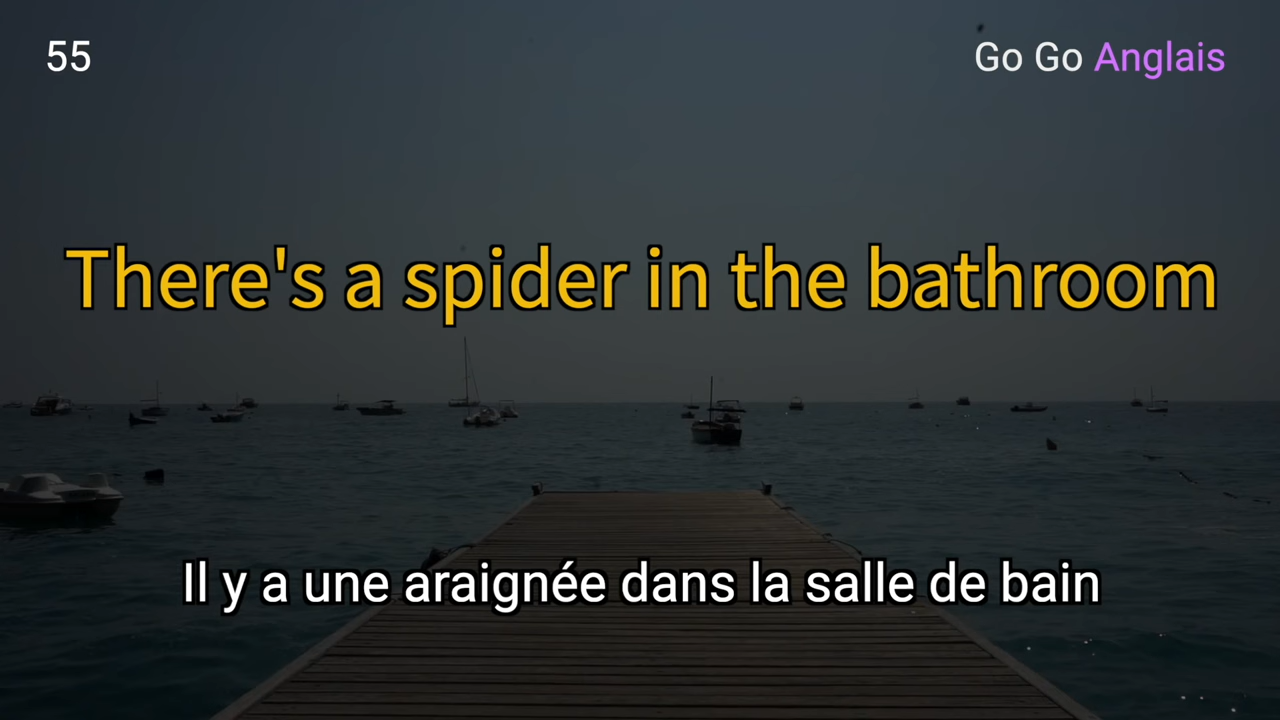 55
Go Go Anglais
There's a spider in the bathroom
Il y a une araignée dans la salle de bain